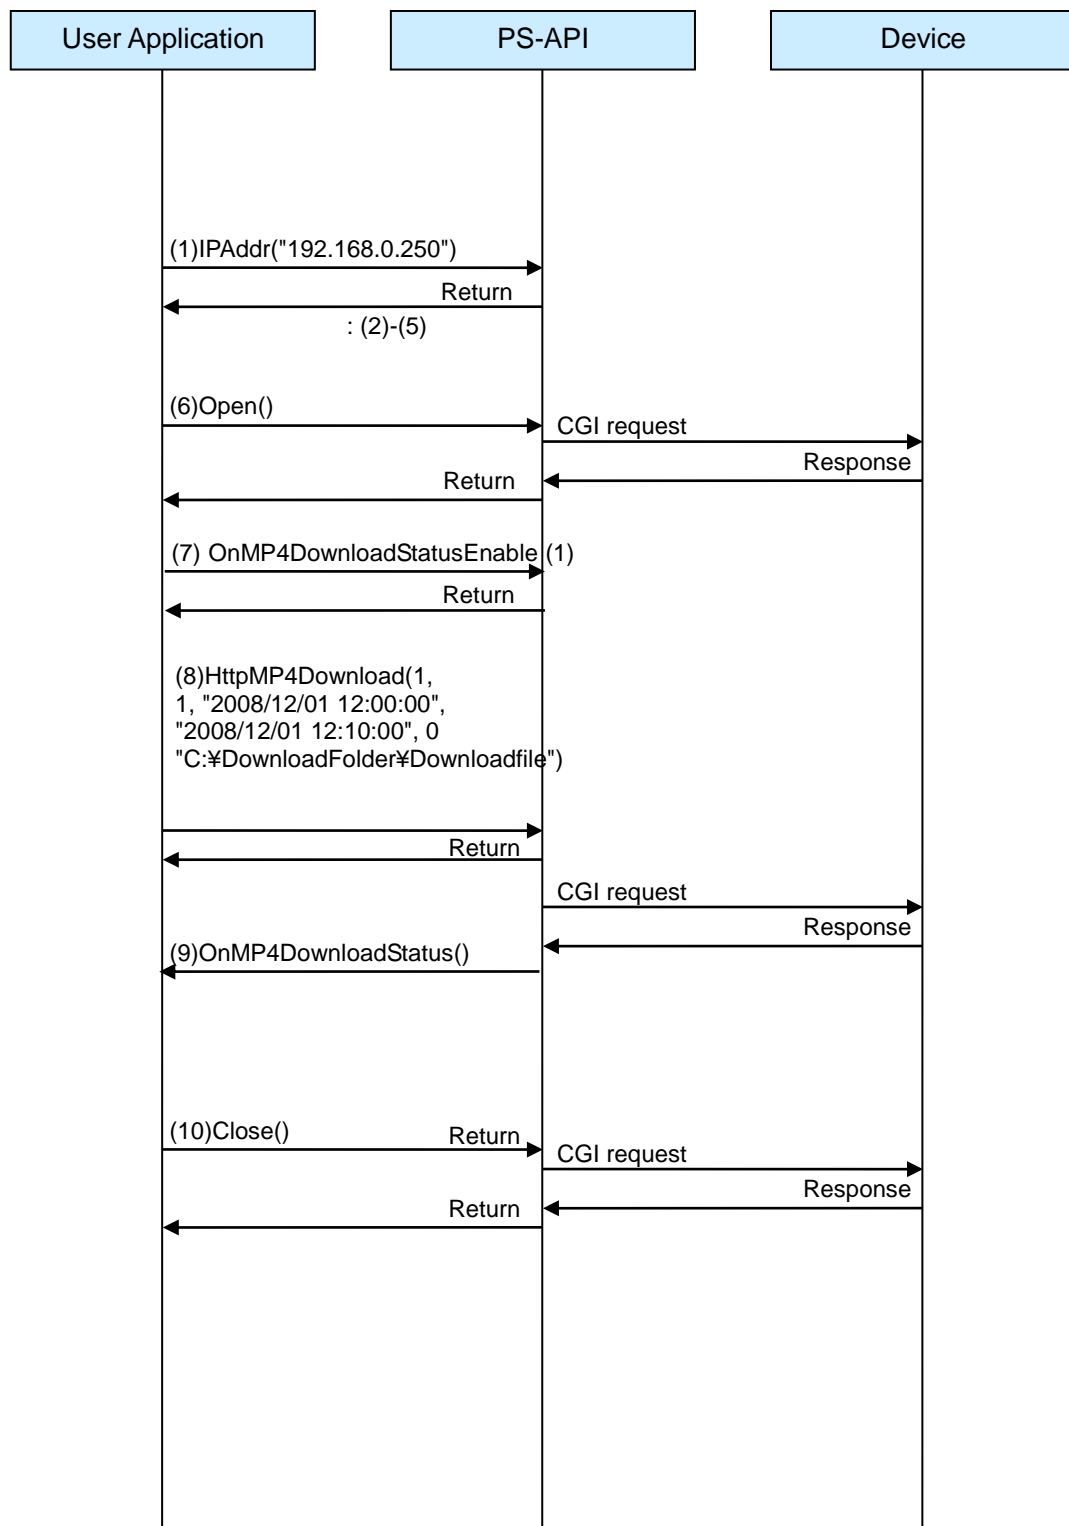 User Application
PS-API
Device
(1)IPAddr("192.168.0.250")
Return
: (2)-(5)
(6)Open()
CGI request
Response
Return
(7) OnMP4DownloadStatusEnable (1)
Return
(8)HttpMP4Download(1,
1, "2008/12/01 12:00:00",
"2008/12/01 12:10:00", 0
"C:¥DownloadFolder¥Downloadfile")
Return
CGI request
Response
(9)OnMP4DownloadStatus()
(10)Close()
Return
CGI request
Response
Return